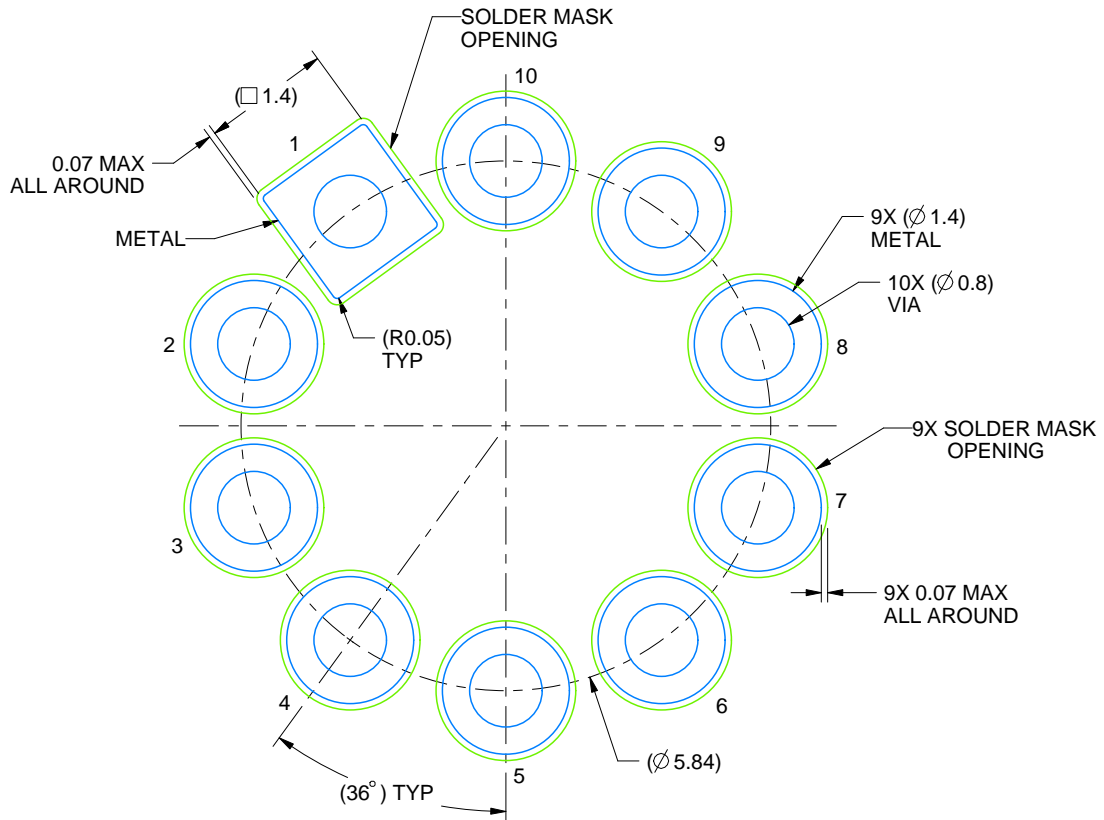 SOLDER MASK
OPENING
10
(□ 1.4)
1
9
0.07 MAX
ALL AROUND
9X (∅ 1.4)
METAL
METAL
10X (∅ 0.8)
VIA
2
(R0.05)
TYP
8
9X SOLDER MASK
OPENING
7
3
9X 0.07 MAX
ALL AROUND
4
6
5
(∅ 5.84)
(36°) TYP